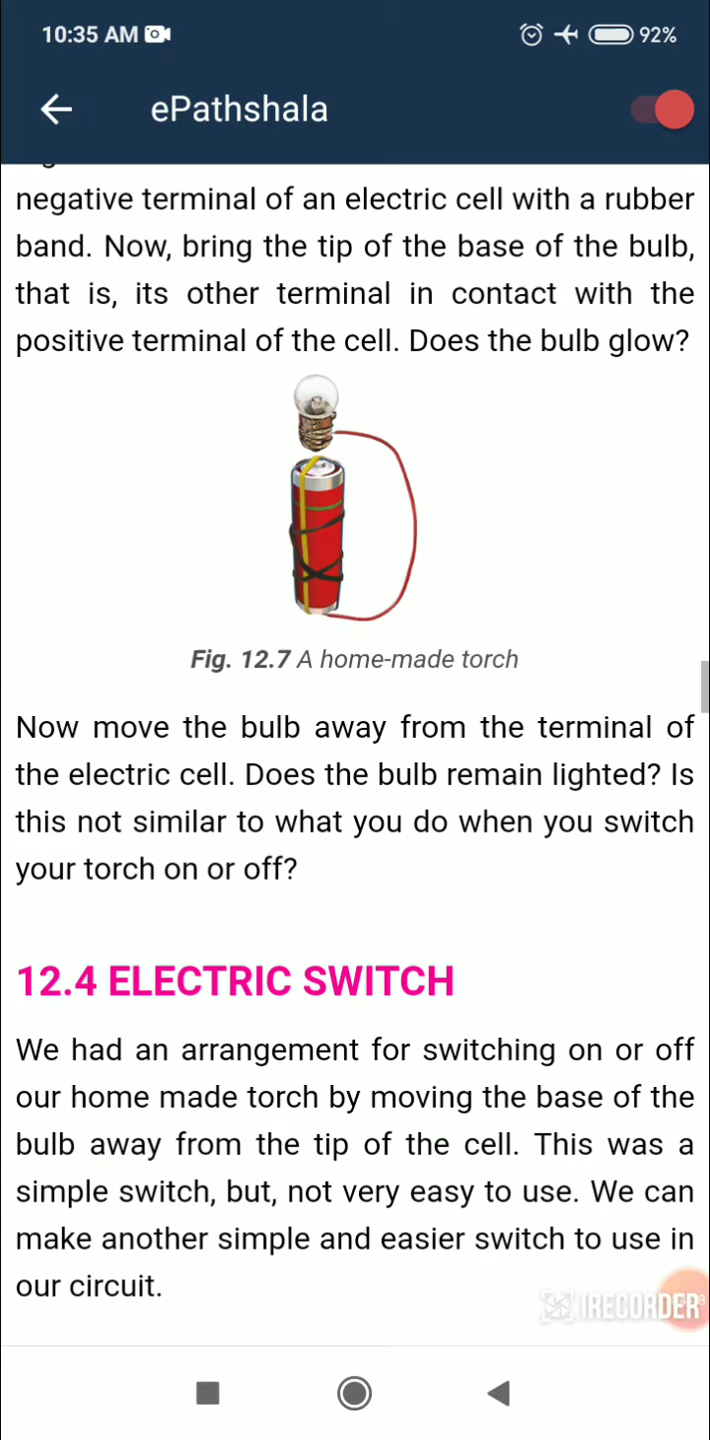 10:35 AM
92%
ePathshala
negative terminal of an electric cell with a rubber
band. Now, bring the tip of the base of the bulb,
that is, its other terminal in contact with the
positive terminal of the cell. Does the bulb glow?
Fig. 12.7 A home-made torch
Now move the bulb away from the terminal of
the electric cell. Does the bulb remain lighted? Is
this not similar to what you do when you switch
your torch on or off?
12.4 ELECTRIC SWITCH
We had an arrangement for switching on or off
our home made torch by moving the base of the
bulb away from the tip of the cell. This was a
simple switch, but, not very easy to use. We can
make another simple and easier switch to use in
our circuit.
IRECORDER